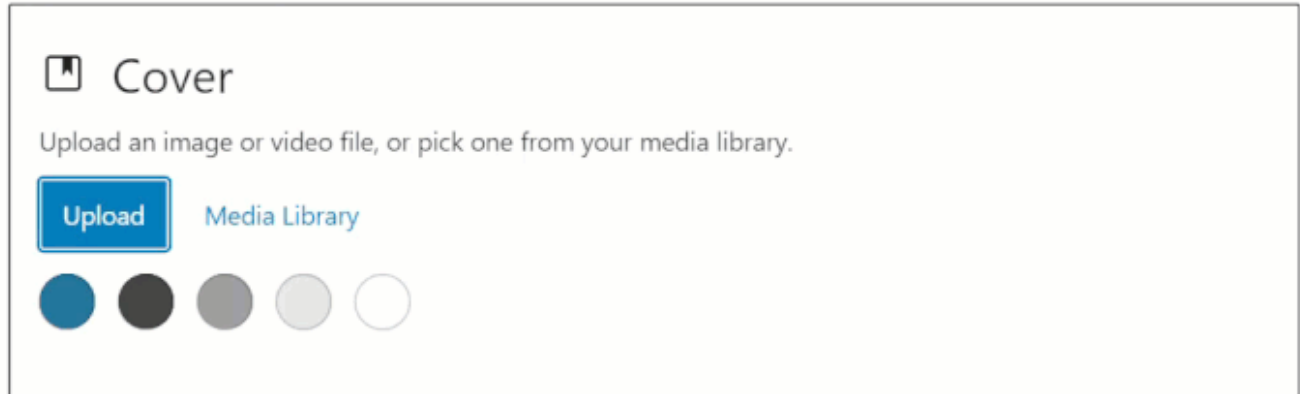 Cover
Upload an image or video file, or pick one from your media library.
Upload Media Library